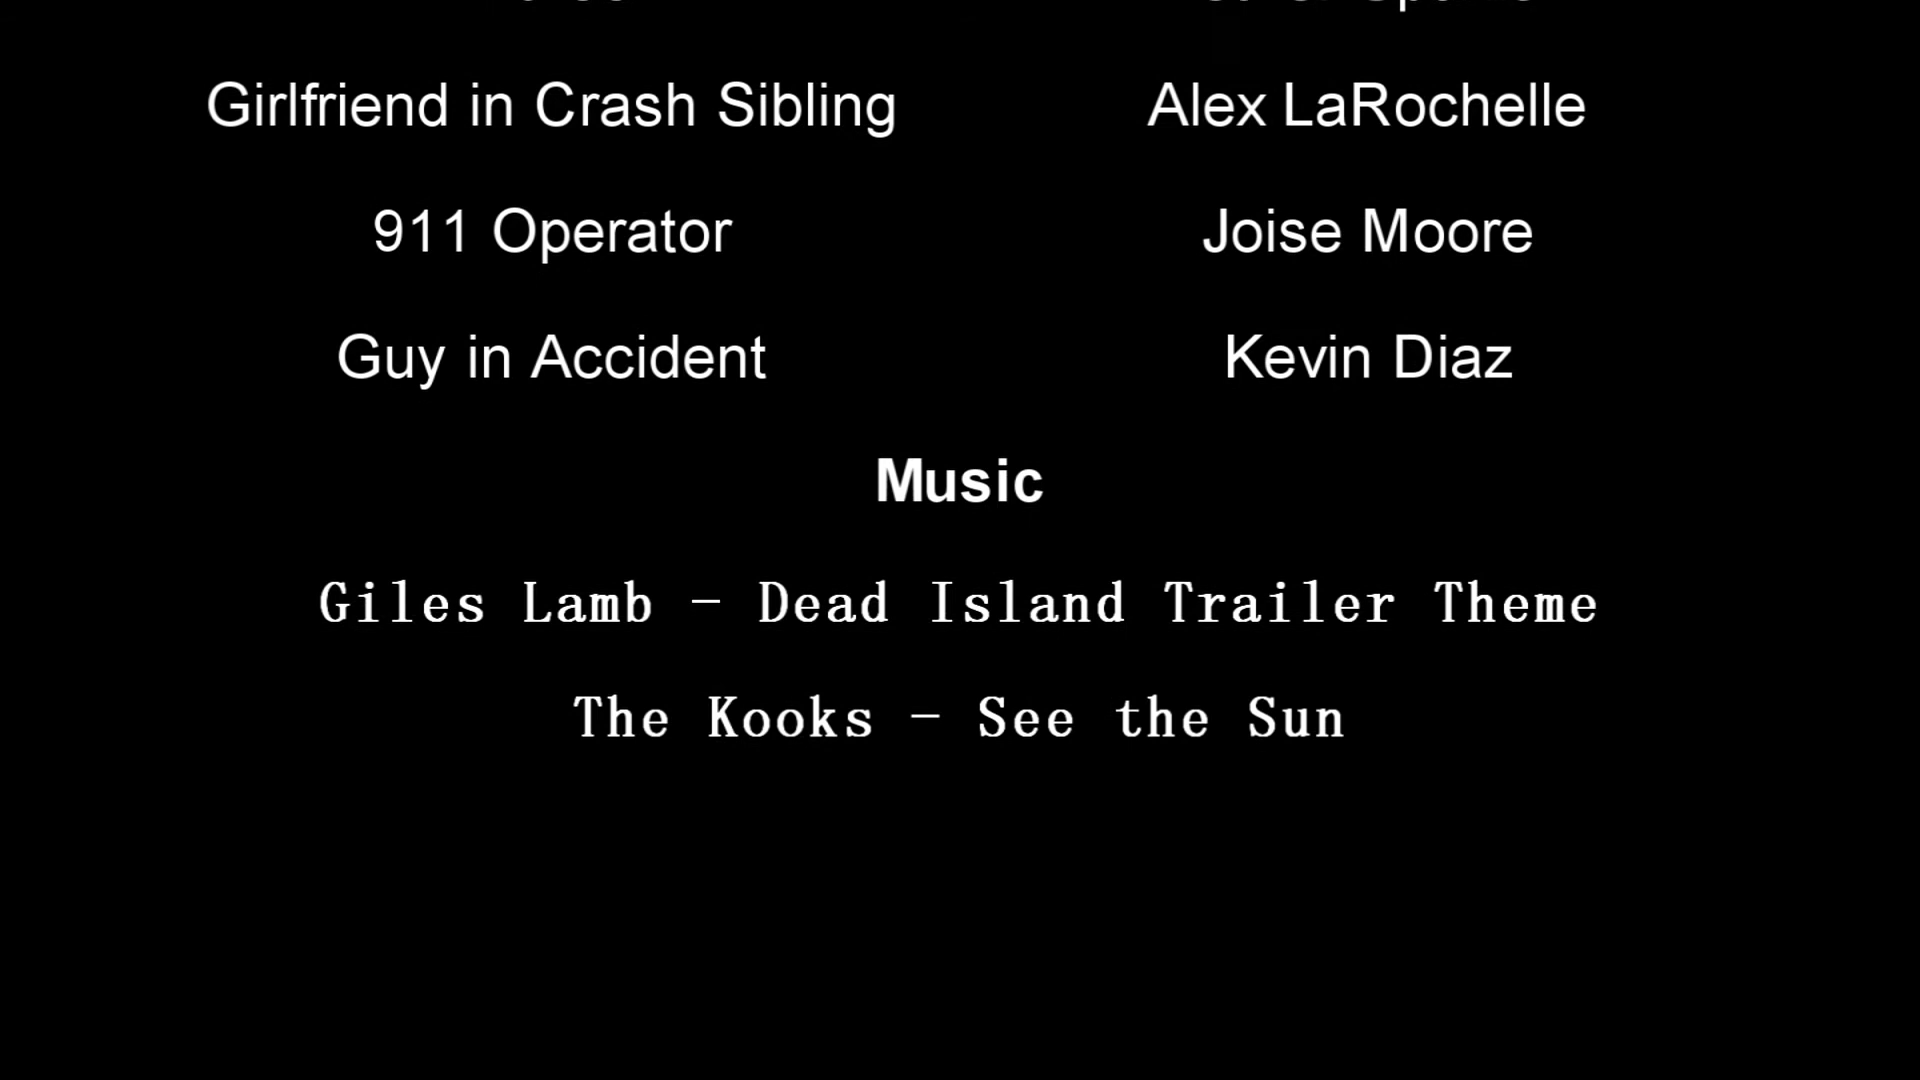 Girlfriend in Crash Sibling Alex LaRochelle
911 Operator Joise Moore
Guy in Accident Kevin Diaz
Music
Giles Lamb - Dead Island Trailer Theme
The Kooks - See the Sun